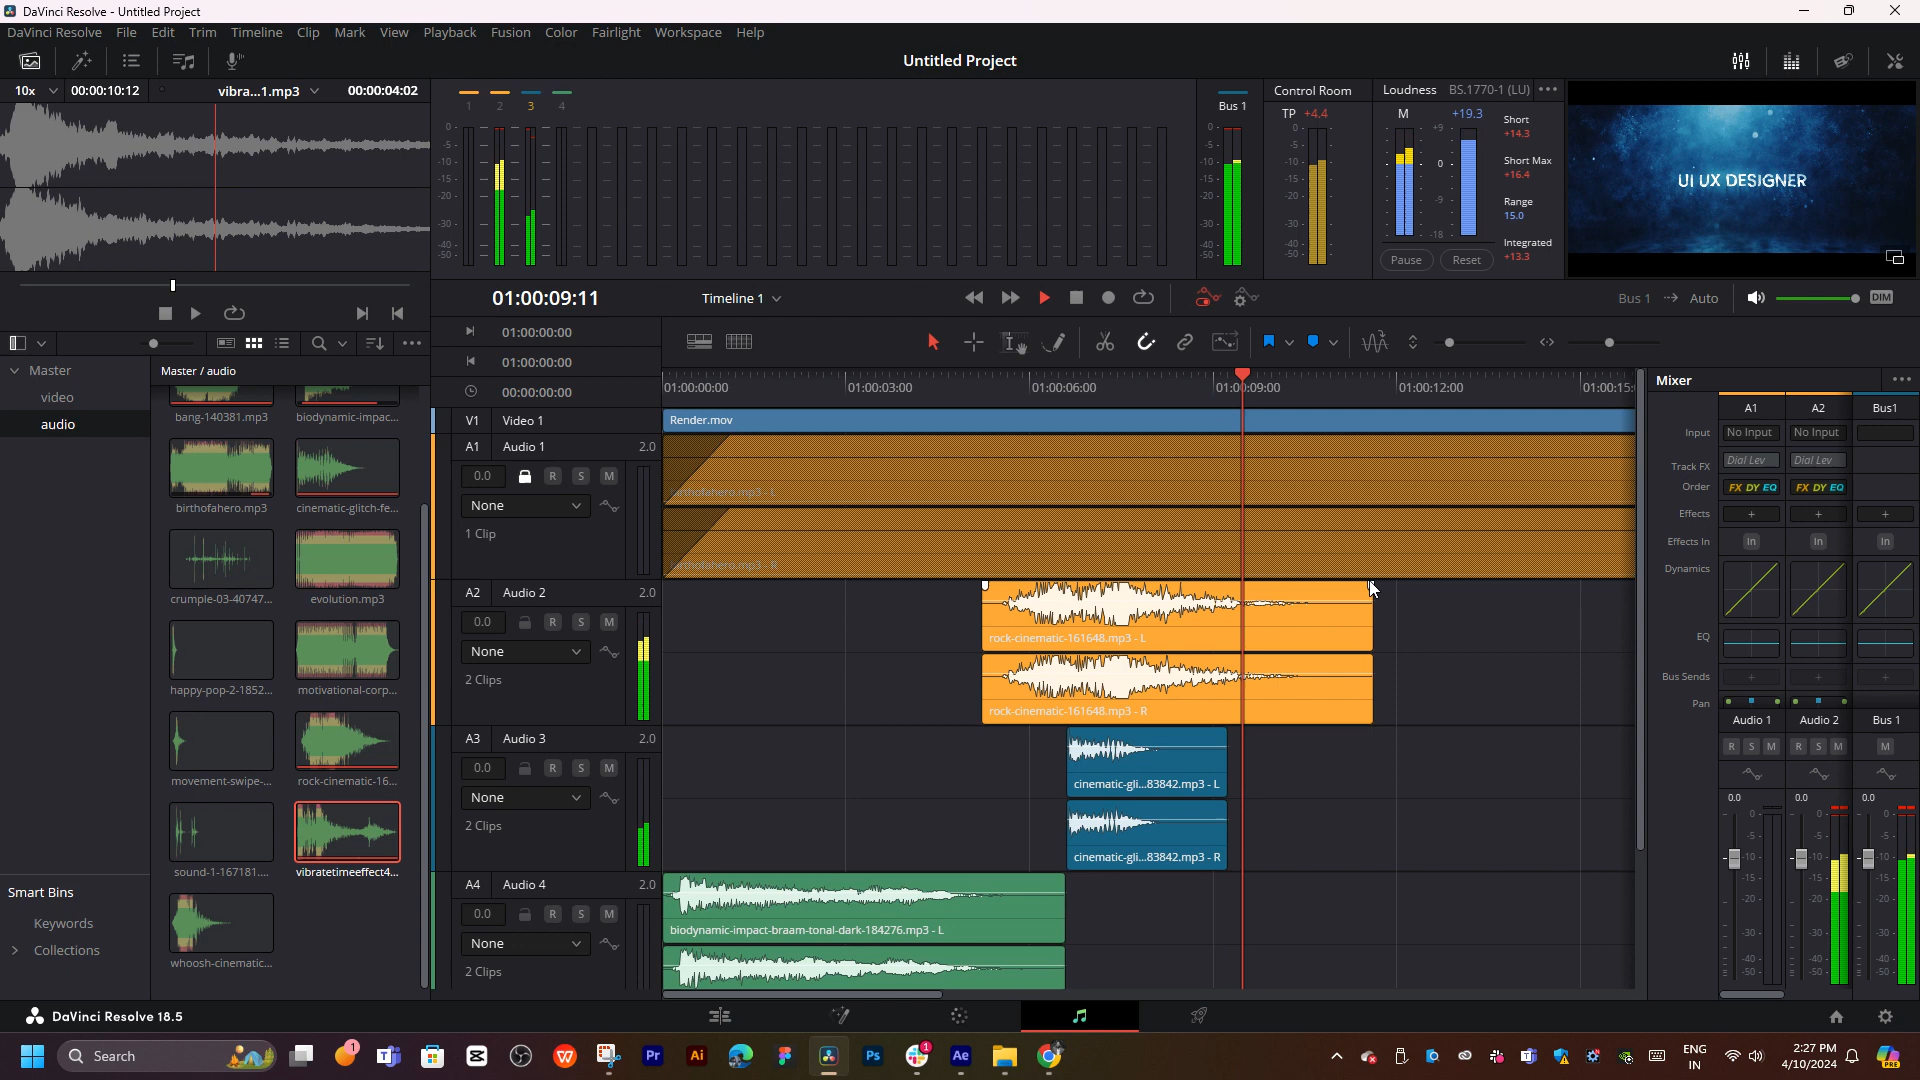 DaVinci Resolve - Untitled Project
DaVinci Resolve File Edit Trim Timeline Clip Mark View Playback Fusion Color Fairlight Workspace Help
Untitled Project
10x 00:00:10:12 vibra...1.mp3 00:00:04:02
1 2 3 4
Bus 1
Control Room
TP +4.4
Loudness BS.1770-1 (LU)
M +19.3
Short
+14.3
Short Max
+16.4
Range
15.0
Integrated
+13.3
Pause Reset
UI UX DESIGNER
01:00:09:11 Timeline 1
Bus 1 Auto DIM
01:00:00:00
01:00:00:00
00:00:00:00
Master
video
audio
Master / audio
bang-140381.mp3 biodynamic-impac...
birthofahero.mp3 cinematic-glitch-fe...
crumple-03-40747... evolution.mp3
happy-pop-2-1852... motivational-corp...
movement-swipe-... rock-cinematic-16...
sound-1-167181.... vibratetimeeffect4...
whoosh-cinematic...
Smart Bins
Keywords
Collections
01:00:00:00 01:00:03:00 01:00:06:00 01:00:09:00 01:00:12:00 01:00:15:
V1 Video 1
Render.mov
A1 Audio 1 2.0
0.0 R S M
None
1 Clip
birthofahero.mp3 - L
birthofahero.mp3 - R
A2 Audio 2 2.0
0.0 R S M
None
2 Clips
rock-cinematic-161648.mp3 - L
rock-cinematic-161648.mp3 - R
A3 Audio 3 2.0
0.0 R S M
None
2 Clips
cinematic-gli...83842.mp3 - L
cinematic-gli...83842.mp3 - R
A4 Audio 4 2.0
0.0 R S M
None
2 Clips
biodynamic-impact-braam-tonal-dark-184276.mp3 - L
Mixer
A1 A2 Bus1
Input No Input No Input
Track FX Dial Lev Dial Lev
Order FX DY EQ FX DY EQ
Effects
Effects In In In In
Dynamics
EQ
Bus Sends
Pan
Audio 1 Audio 2 Bus 1
R S M R S M M
0.0 0.0 0.0
DaVinci Resolve 18.5
Search
ENG
IN
2:27 PM
4/10/2024